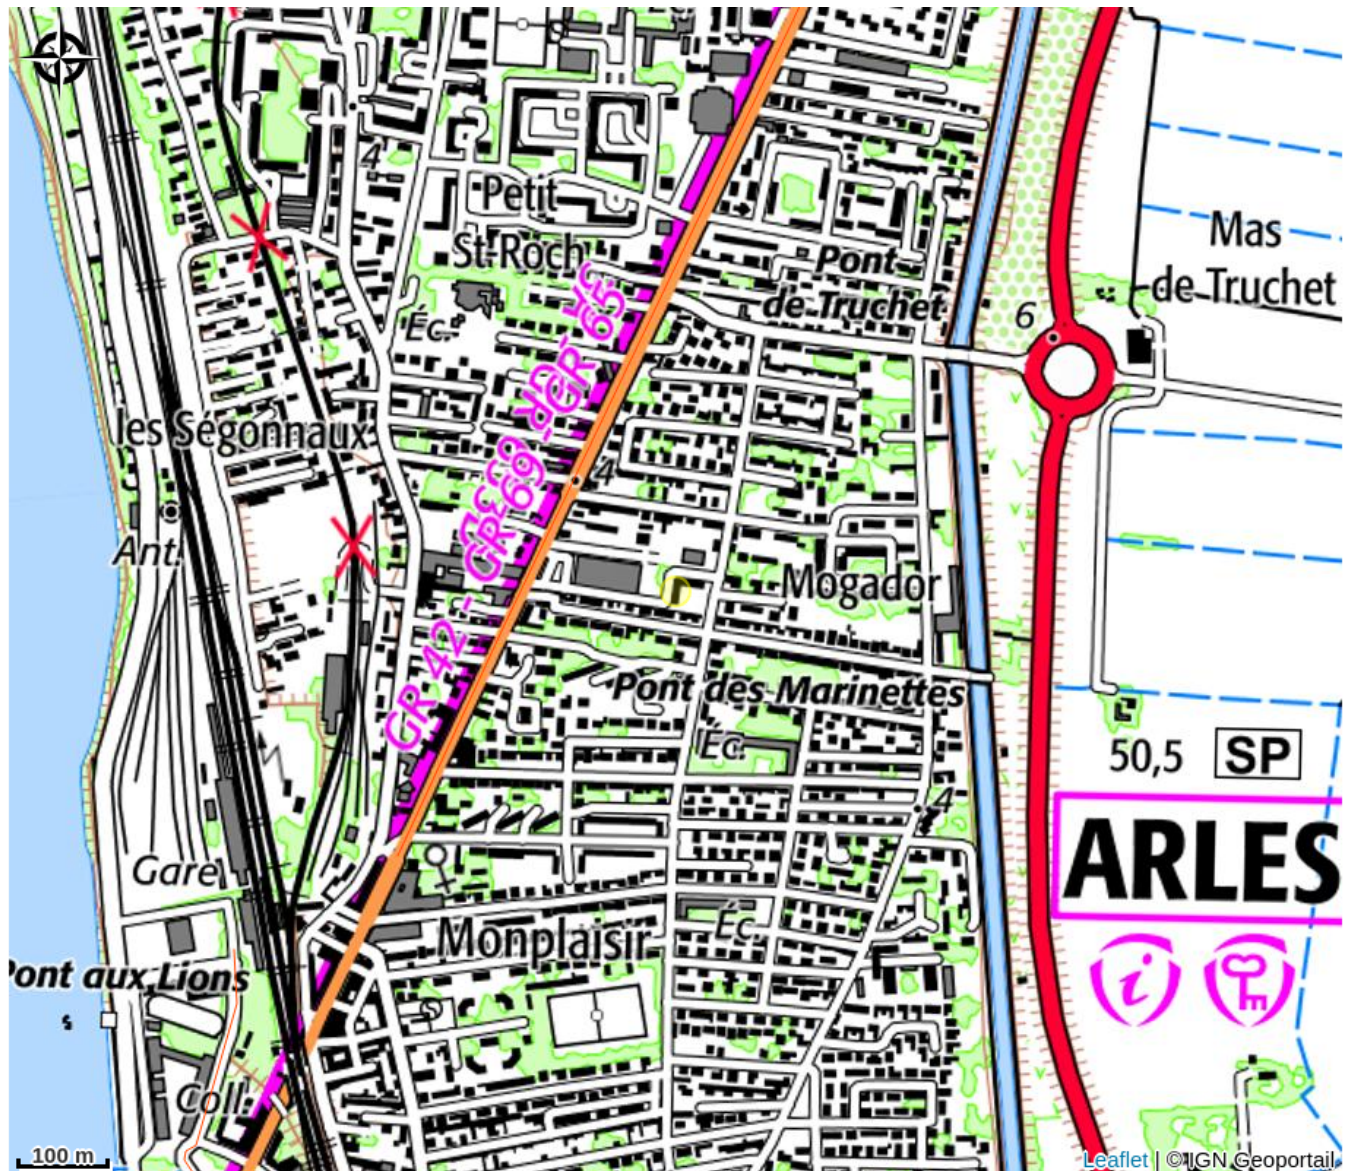 Éc.
4
Petit
St-Roch
Éc.
Pont
de Truchet
Mas
de Truchet
6
les Ségonnaux
4
Ant.
GR 42 - GR 69 - GR 65
Mogador
Pont des Marinettes
Éc.
50,5 SP
4
ARLES
Gare
Monplaisir
Éc.
Pont aux Lions
Coll.
100 m
Leaflet | © IGN Geoportail